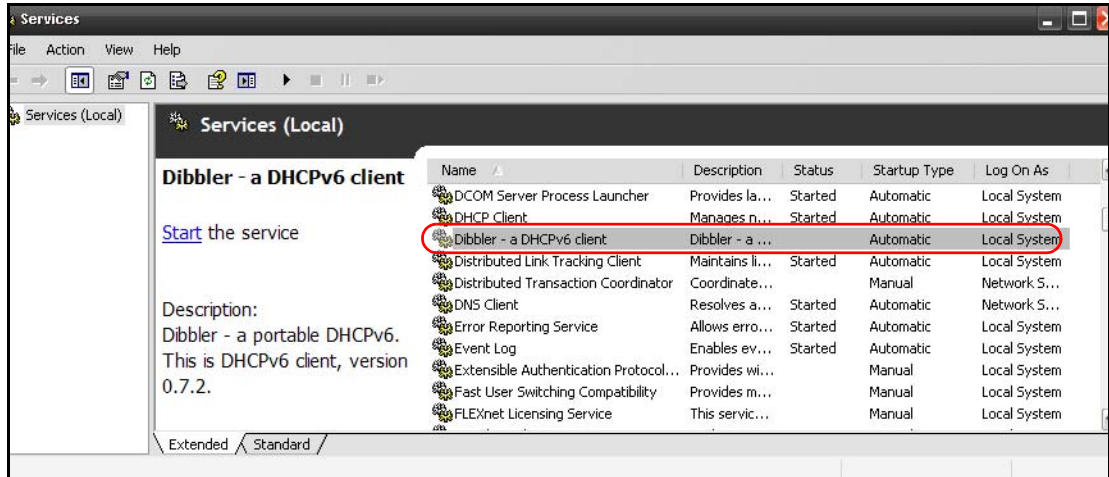 Services
File Action View Help
Services (Local)
Services (Local)
Dibbler - a DHCPv6 client
Start the service
Description:
Dibbler - a portable DHCPv6.
This is DHCPv6 client, version
0.7.2.
Name Description Status Startup Type Log On As
DCOM Server Process Launcher Provides la... Started Automatic Local System
DHCP Client Manages n... Started Automatic Local System
Dibbler - a DHCPv6 client Dibbler - a ... Automatic Local System
Distributed Link Tracking Client Maintains li... Started Automatic Local System
Distributed Transaction Coordinator Coordinate... Manual Network S...
DNS Client Resolves a... Started Automatic Network S...
Error Reporting Service Allows erro... Started Automatic Local System
Event Log Enables ev... Started Automatic Local System
Extensible Authentication Protocol... Provides wi... Manual Local System
Fast User Switching Compatibility Provides m... Manual Local System
FLEXnet Licensing Service This servic... Manual Local System
Extended Standard